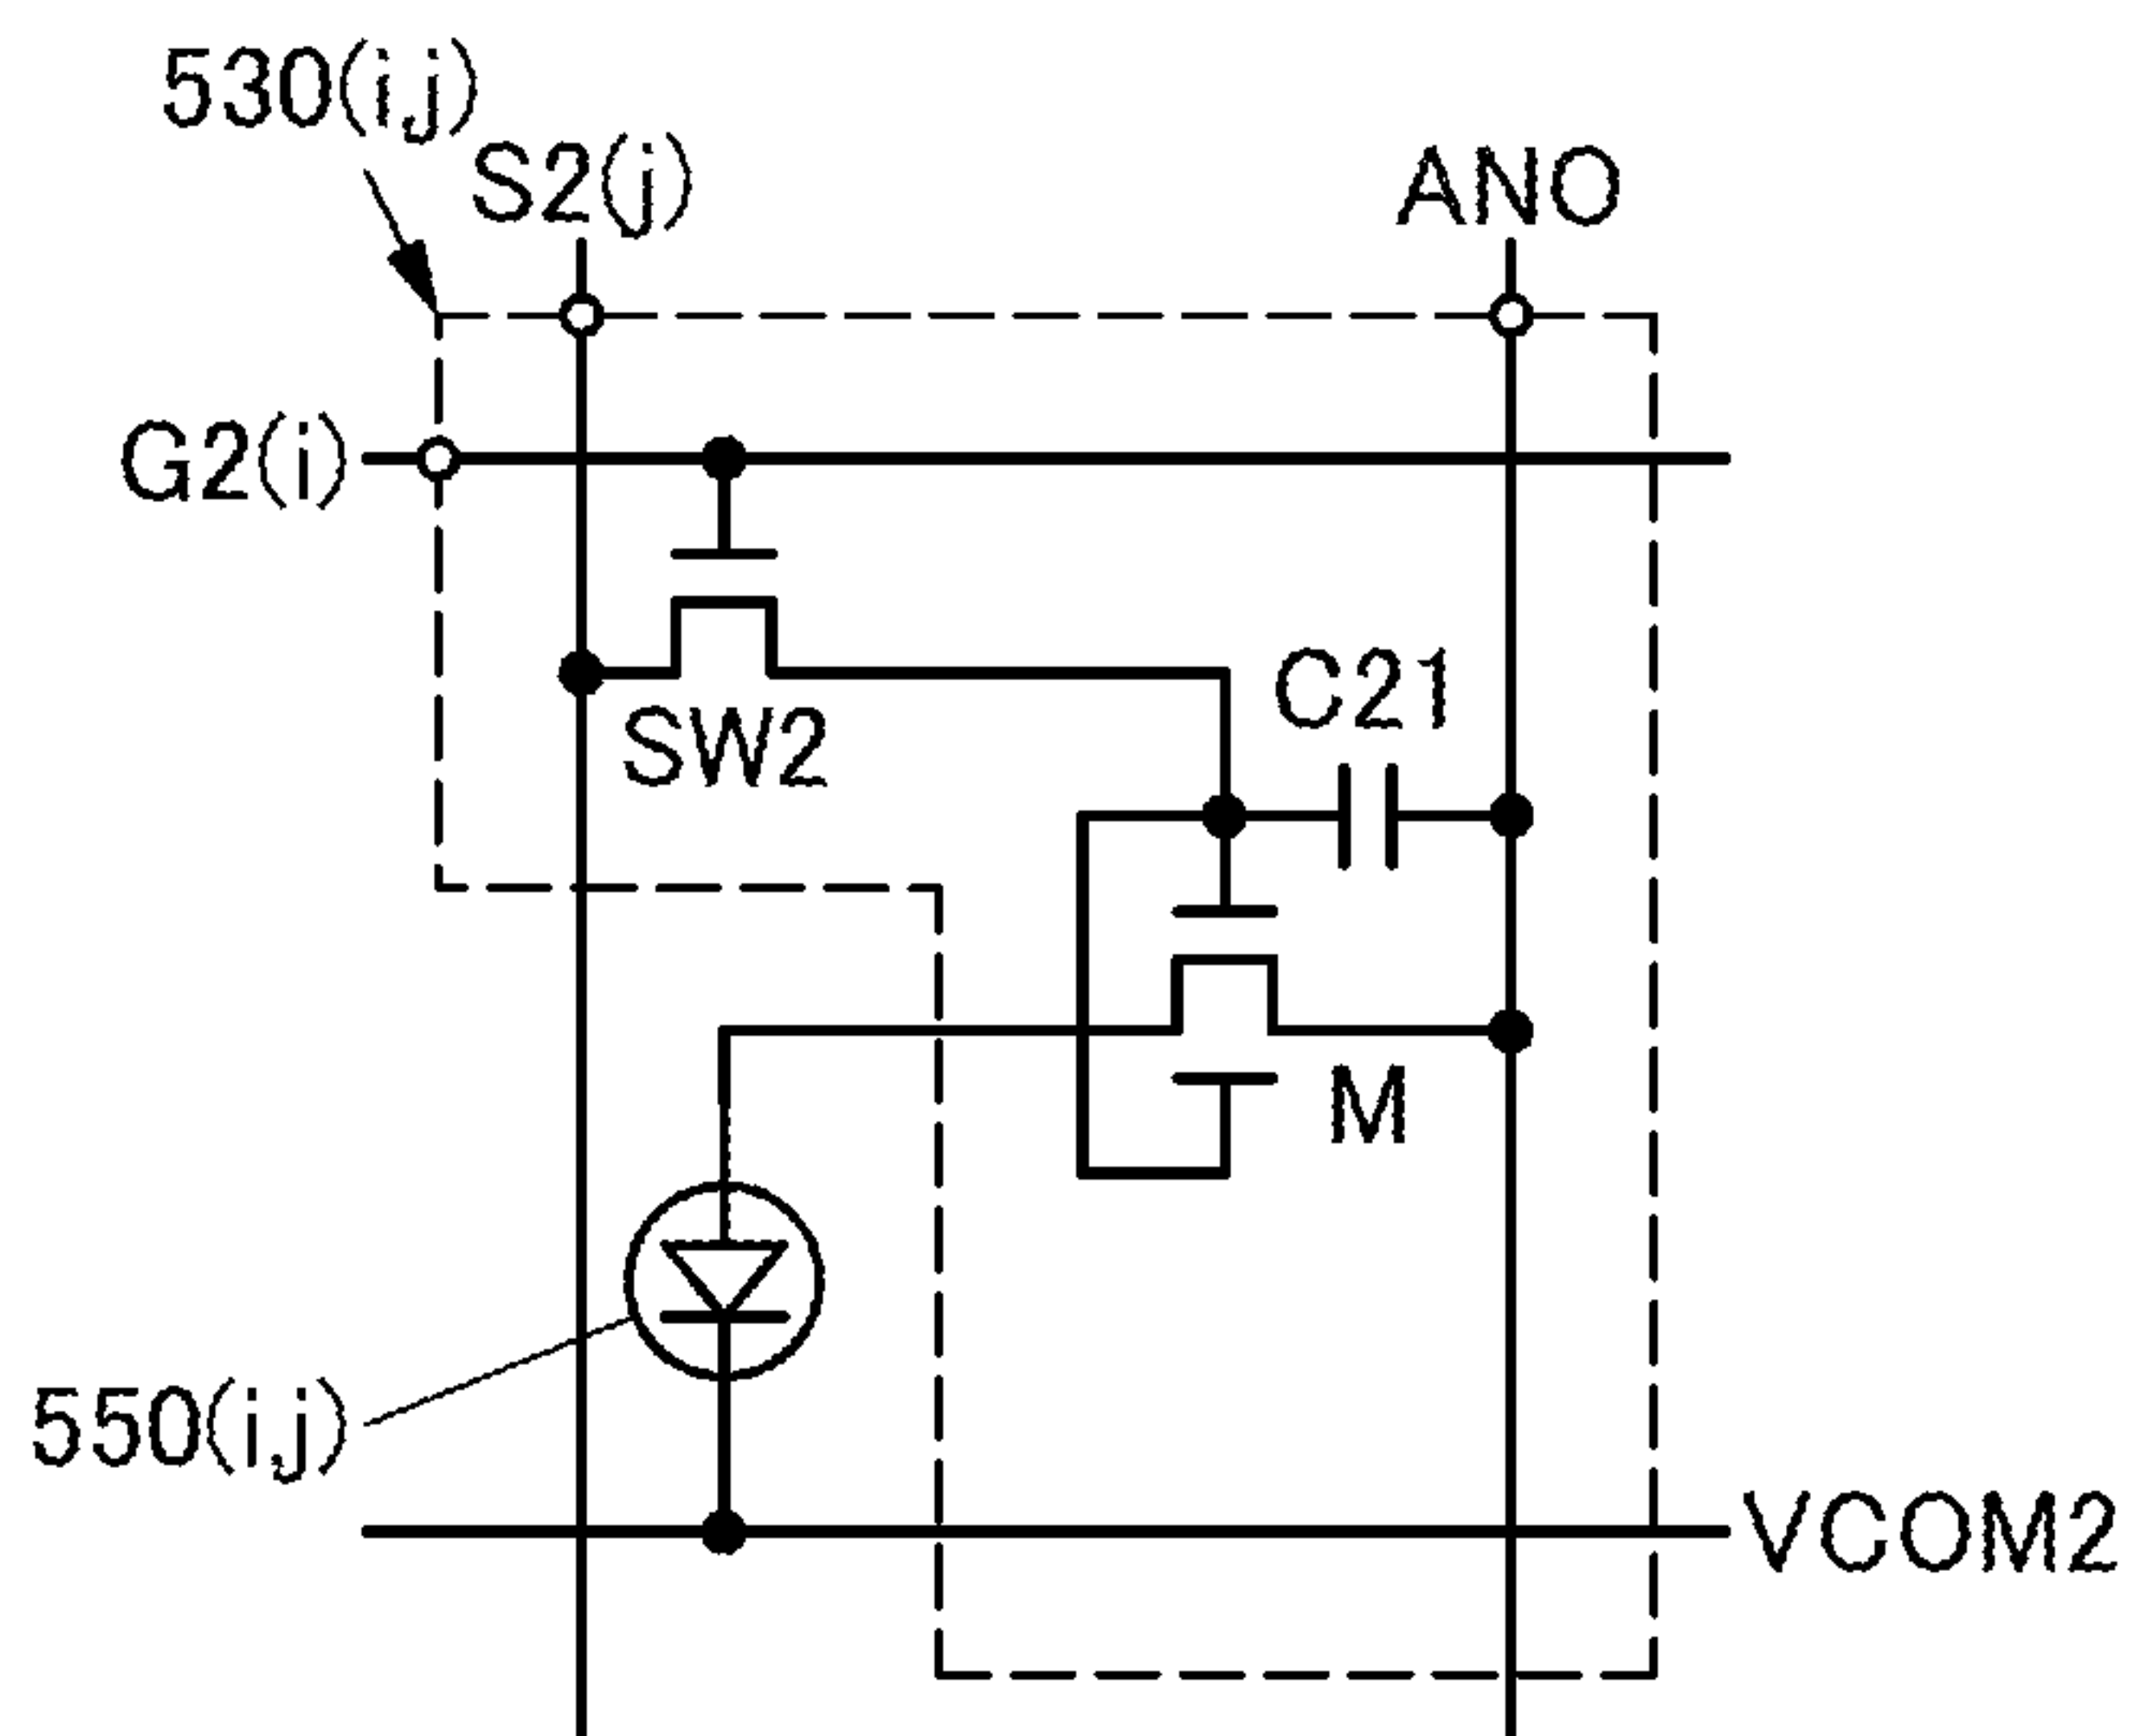 530(i,j)
S2(j)
ANO
G2(i)
C21
SW2
M
550(i,j)
VCOM2